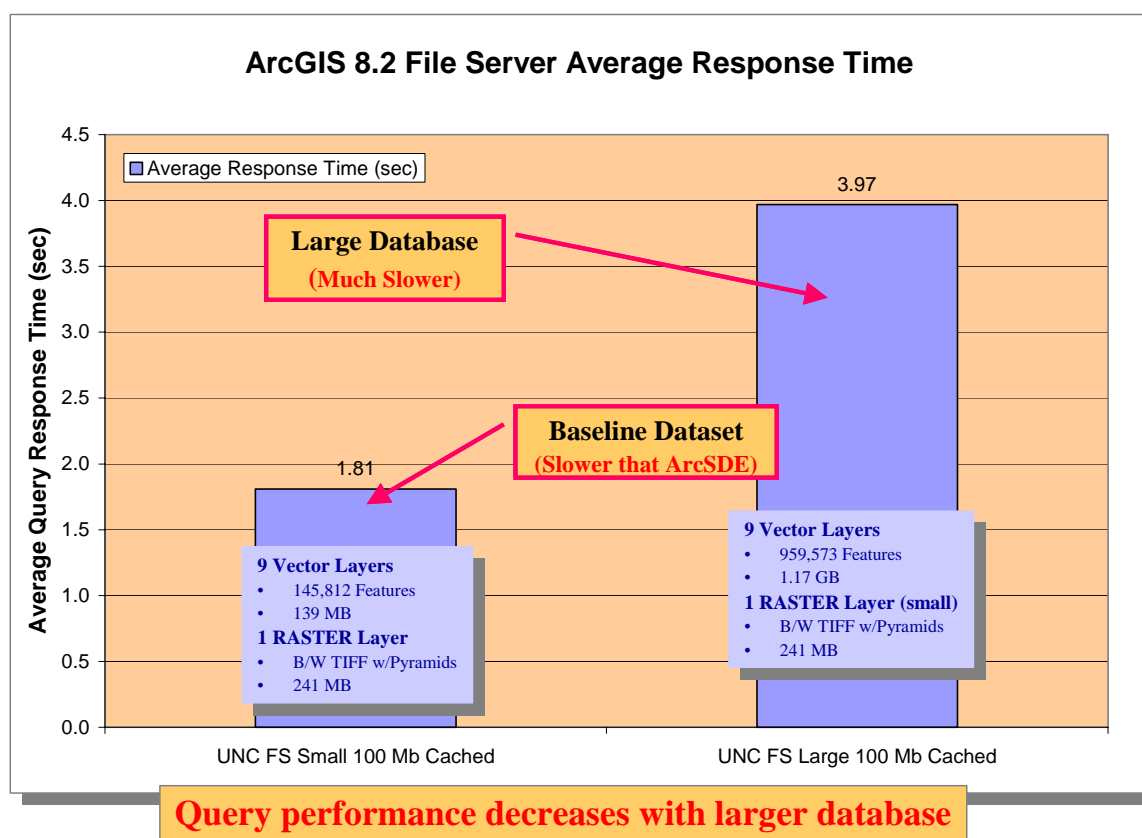 ArcGIS 8.2 File Server Average Response Time
Average Query Response Time (sec)
4.5
4.0
3.5
3.0
2.5
2.0
1.5
1.0
0.5
0.0
Average Response Time (sec)
3.97
Large Database
(Much Slower)
Baseline Dataset
(Slower that ArcSDE)
1.81
9 Vector Layers
• 145,812 Features
• 139 MB
1 RASTER Layer
• B/W TIFF w/Pyramids
• 241 MB
9 Vector Layers
• 959,573 Features
• 1.17 GB
1 RASTER Layer (small)
• B/W TIFF w/Pyramids
• 241 MB
UNC FS Small 100 Mb Cached
UNC FS Large 100 Mb Cached
Query performance decreases with larger database